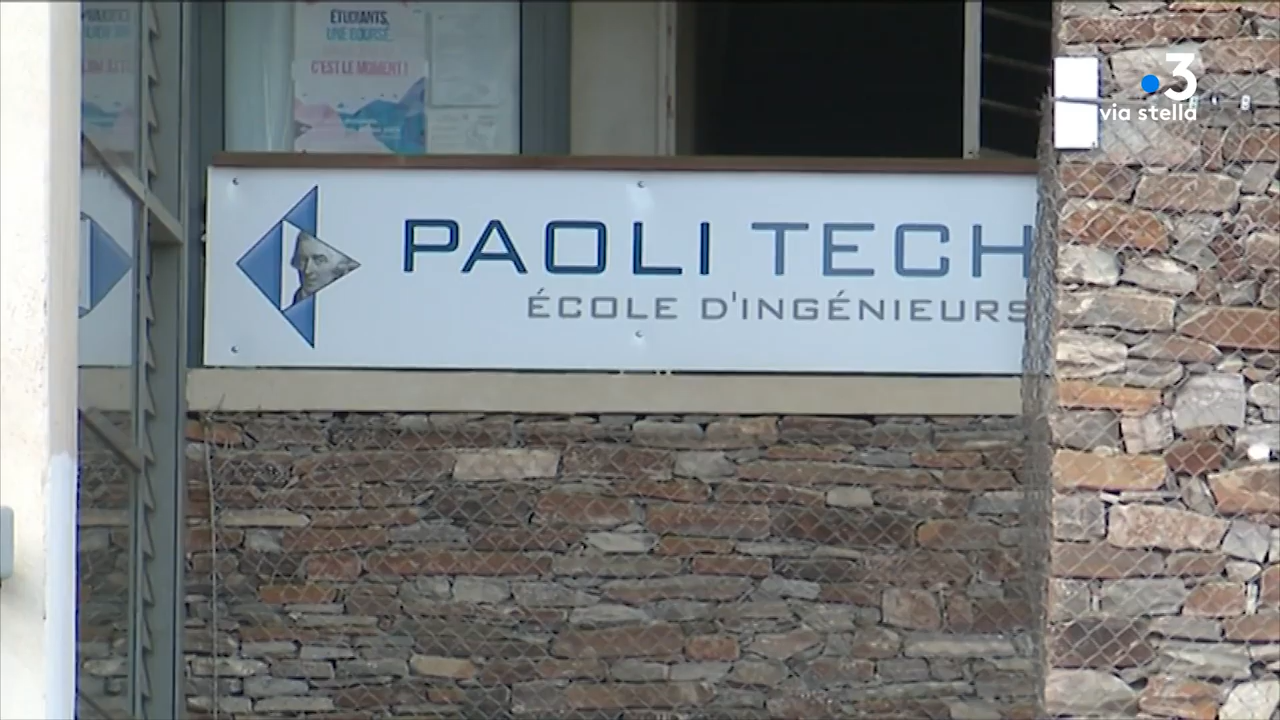 ÉTUDIANTS,
UNE BOURSE,
C'EST LE MOMENT !
3
via stella
PAOLI TECH
ÉCOLE D'INGÉNIEURS